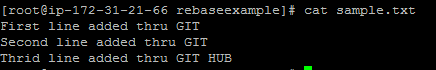 [root@ip-172-31-21-66 rebaseexample]# cat sample.txt
First line added thru GIT
Second line added thru GIT
Thrid line added thru GIT HUB